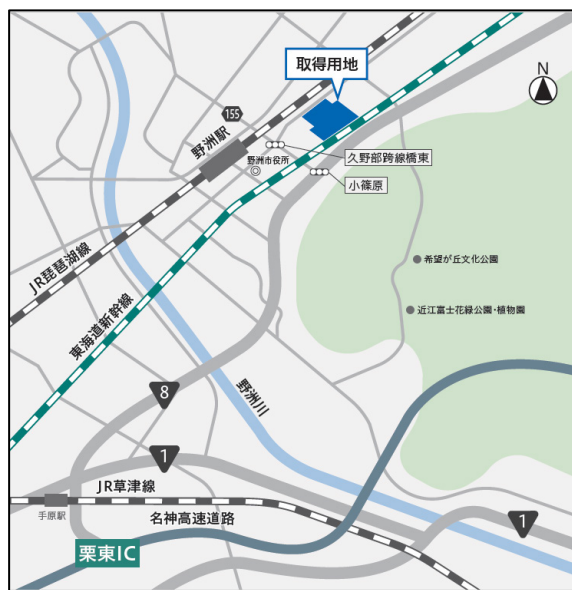 取得用地
N
155
野洲駅
久野部跨線橋東
野洲市役所
小篠原
希望が丘文化公園
JR琵琶湖線
東海道新幹線
近江富士花緑公園・植物園
8
野洲川
1
JR草津線
手原駅
名神高速道路
1
栗東IC